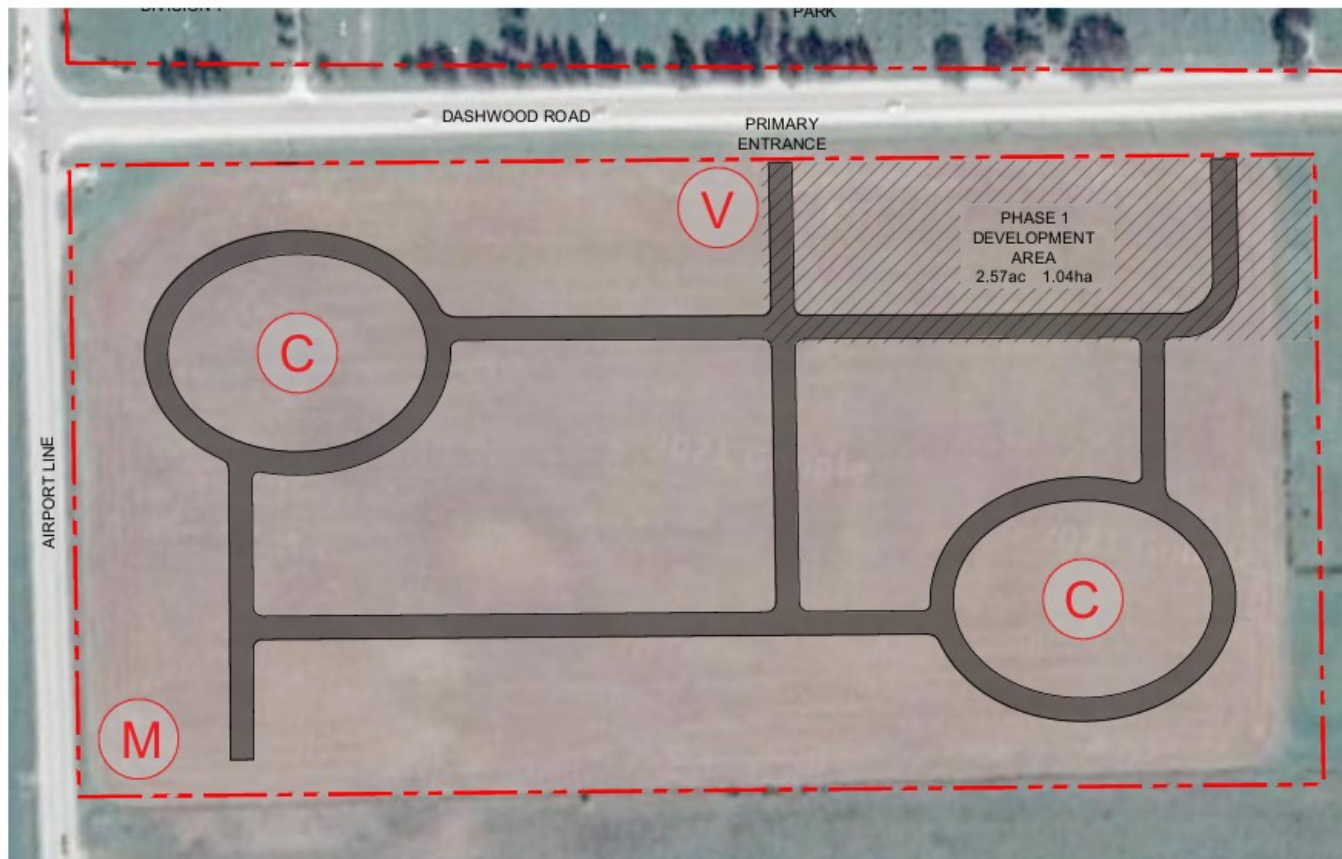 PARK
DASHWOOD ROAD
PRIMARY
ENTRANCE
V
PHASE 1
DEVELOPMENT
AREA
2.57ac 1.04ha
C
AIRPORT LINE
C
M